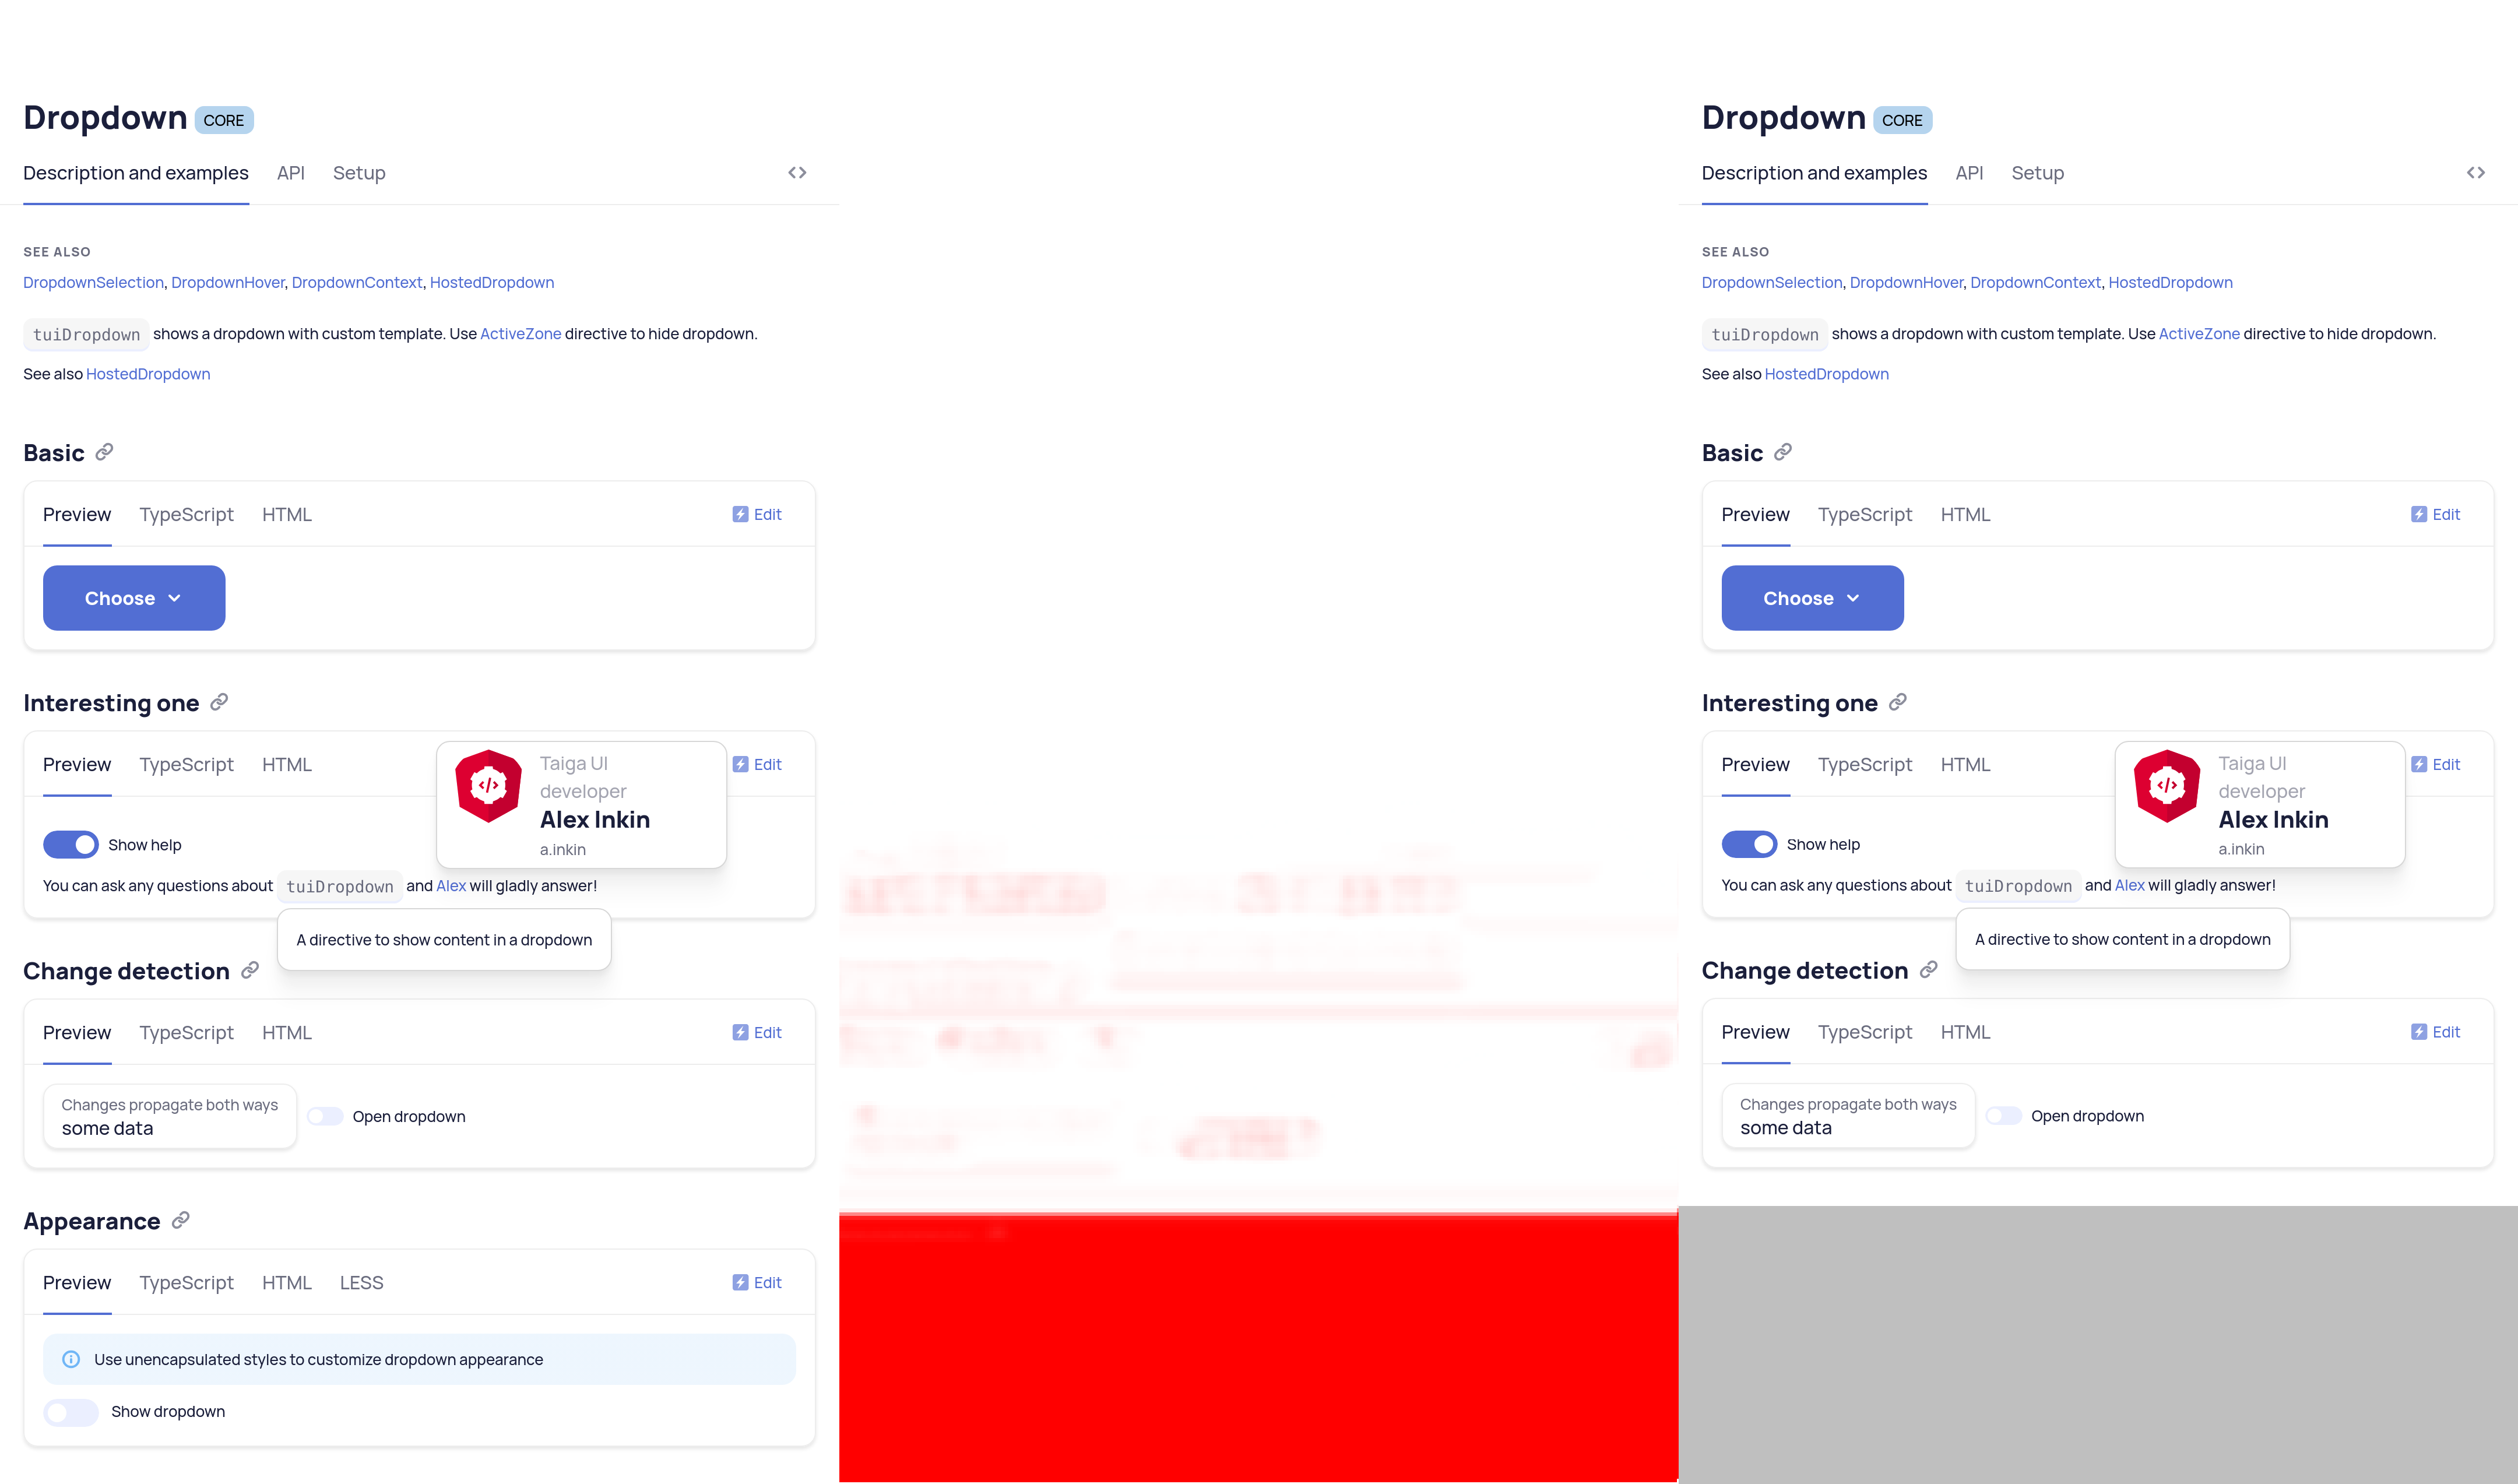 Dropdown CORE
Description and examples API Setup
SEE ALSO
DropdownSelection, DropdownHover, DropdownContext, HostedDropdown
tuiDropdown shows a dropdown with custom template. Use ActiveZone directive to hide dropdown.
See also HostedDropdown
Basic
Preview TypeScript HTML Edit
Choose
Interesting one
Preview TypeScript HTML Edit
Taiga UI
developer
Alex Inkin
a.inkin
Show help
You can ask any questions about tuiDropdown and Alex will gladly answer!
A directive to show content in a dropdown
Change detection
Preview TypeScript HTML Edit
Changes propagate both ways
some data
Open dropdown
Appearance
Preview TypeScript HTML LESS Edit
Use unencapsulated styles to customize dropdown appearance
Show dropdown
Dropdown CORE
Description and examples API Setup
SEE ALSO
DropdownSelection, DropdownHover, DropdownContext, HostedDropdown
tuiDropdown shows a dropdown with custom template. Use ActiveZone directive to hide dropdown.
See also HostedDropdown
Basic
Preview TypeScript HTML Edit
Choose
Interesting one
Preview TypeScript HTML Edit
Taiga UI
developer
Alex Inkin
a.inkin
Show help
You can ask any questions about tuiDropdown and Alex will gladly answer!
A directive to show content in a dropdown
Change detection
Preview TypeScript HTML Edit
Changes propagate both ways
some data
Open dropdown